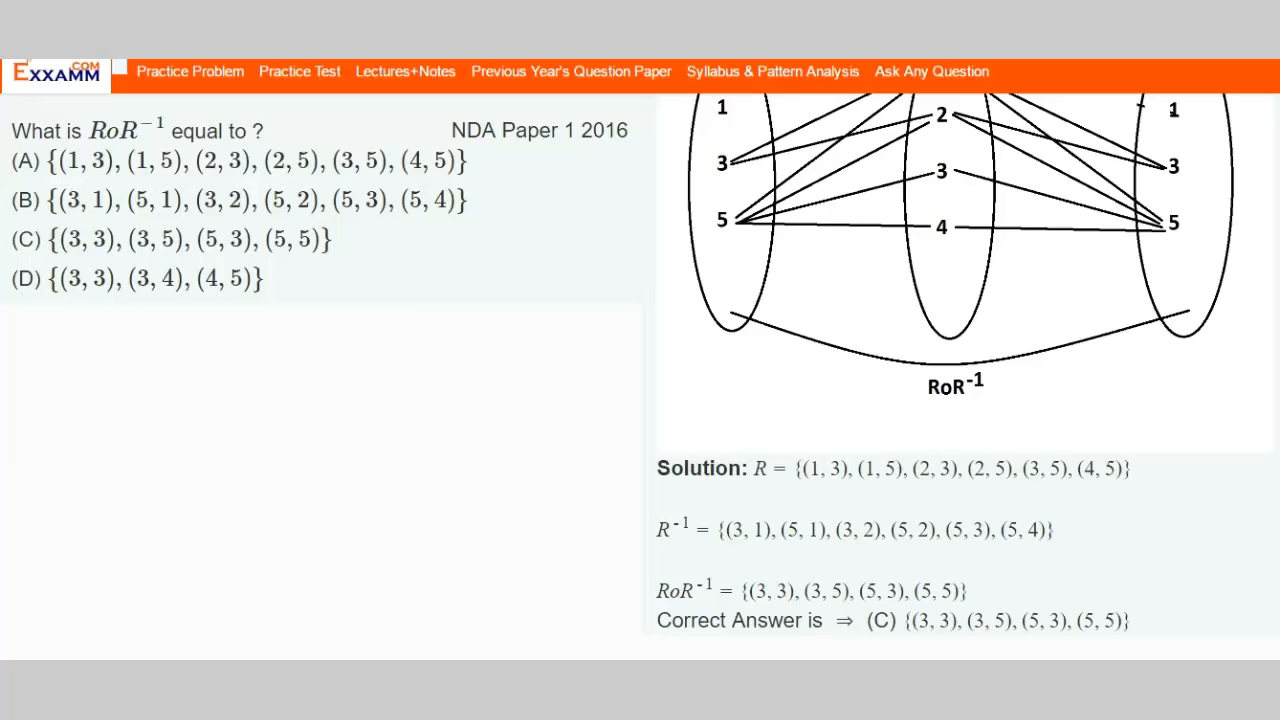 EXXAMM.COM
Practice Problem Practice Test Lectures+Notes Previous Year's Question Paper Syllabus & Pattern Analysis Ask Any Question
What is RoR⁻¹ equal to ? NDA Paper 1 2016
(A) {(1, 3), (1, 5), (2, 3), (2, 5), (3, 5), (4, 5)}
(B) {(3, 1), (5, 1), (3, 2), (5, 2), (5, 3), (5, 4)}
(C) {(3, 3), (3, 5), (5, 3), (5, 5)}
(D) {(3, 3), (3, 4), (4, 5)}
1 2 1
3 3 3
5 4 5
RoR⁻¹
Solution: R = {(1, 3), (1, 5), (2, 3), (2, 5), (3, 5), (4, 5)}
R⁻¹ = {(3, 1), (5, 1), (3, 2), (5, 2), (5, 3), (5, 4)}
RoR⁻¹ = {(3, 3), (3, 5), (5, 3), (5, 5)}
Correct Answer is ⇒ (C) {(3, 3), (3, 5), (5, 3), (5, 5)}